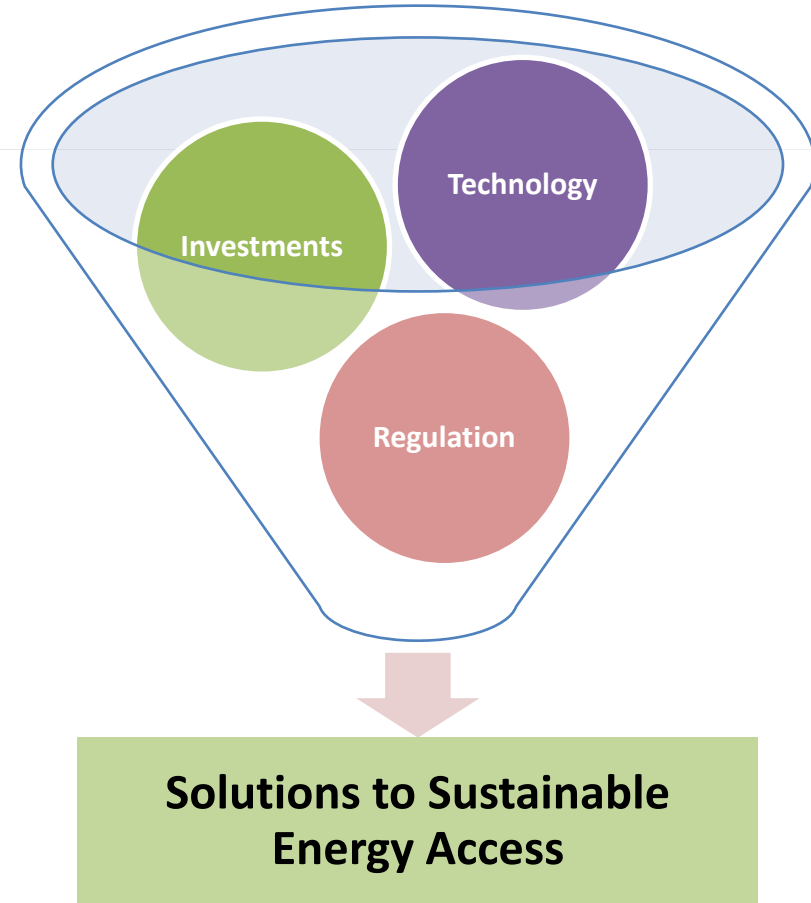 Technology
Investments
Regulation
Solutions to Sustainable
Energy Access